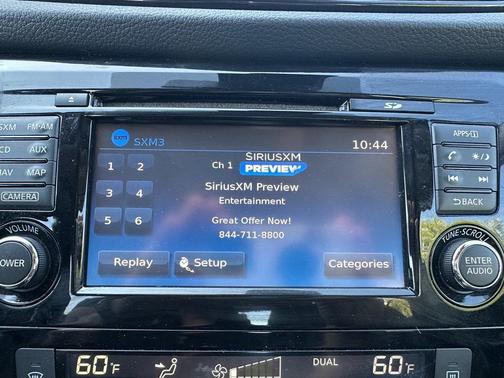 SXM3
10:44
SXM FM·AM
CD AUX
NAV MAP
CAMERA
VOLUME
POWER
1 2
3 4
5 6
Ch 1
SIRIUSXM
PREVIEW
SiriusXM Preview
Entertainment
Great Offer Now!
844-711-8800
Replay
Setup
Categories
SD
APPS
BACK
TUNE·SCROLL
ENTER
AUDIO
60°F
DUAL
60°F